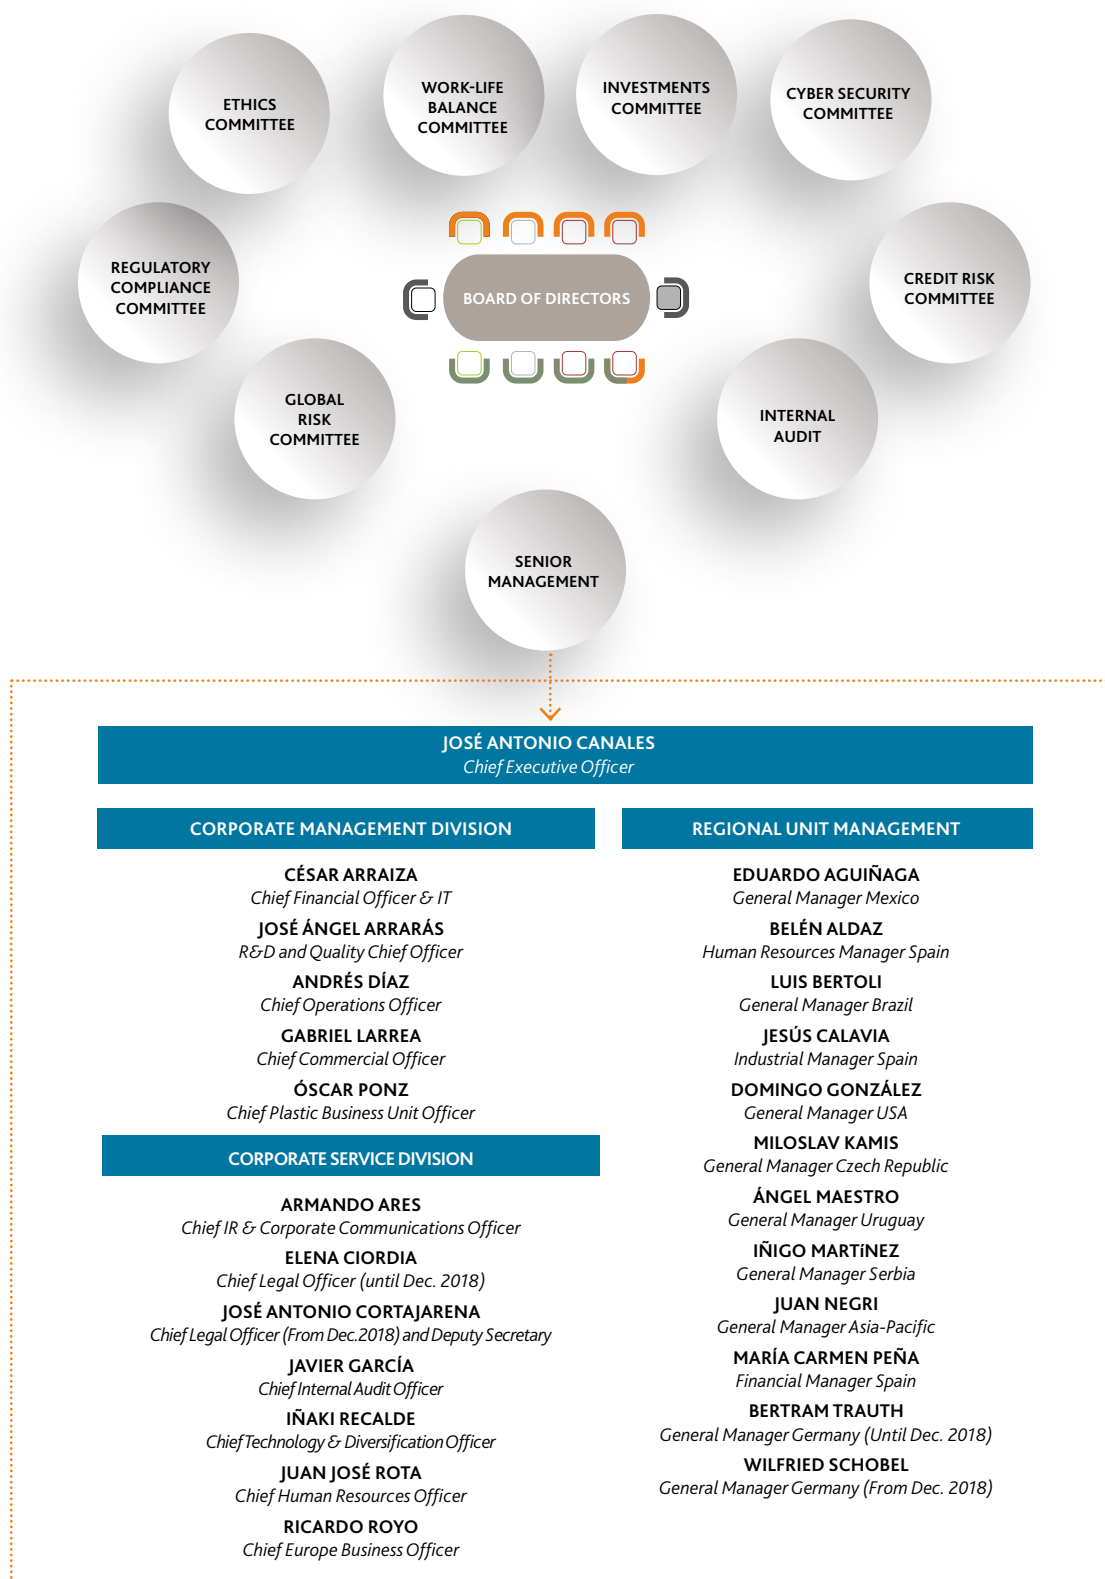 ETHICS
COMMITTEE
WORK-LIFE
BALANCE
COMMITTEE
INVESTMENTS
COMMITTEE
CYBER SECURITY
COMMITTEE
REGULATORY
COMPLIANCE
COMMITTEE
BOARD OF DIRECTORS
CREDIT RISK
COMMITTEE
GLOBAL
RISK
COMMITTEE
INTERNAL
AUDIT
SENIOR
MANAGEMENT
JOSÉ ANTONIO CANALES
Chief Executive Officer
CORPORATE MANAGEMENT DIVISION
CÉSAR ARRAIZA
Chief Financial Officer & IT
JOSÉ ÁNGEL ARRARÁS
R&D and Quality Chief Officer
ANDRÉS DÍAZ
Chief Operations Officer
GABRIEL LARREA
Chief Commercial Officer
ÓSCAR PONZ
Chief Plastic Business Unit Officer
CORPORATE SERVICE DIVISION
ARMANDO ARES
Chief IR & Corporate Communications Officer
ELENA CIORDIA
Chief Legal Officer (until Dec. 2018)
JOSÉ ANTONIO CORTAJARENA
Chief Legal Officer (From Dec.2018) and Deputy Secretary
JAVIER GARCÍA
Chief Internal Audit Officer
IÑAKI RECALDE
Chief Technology & Diversification Officer
JUAN JOSÉ ROTA
Chief Human Resources Officer
RICARDO ROYO
Chief Europe Business Officer
REGIONAL UNIT MANAGEMENT
EDUARDO AGUIÑAGA
General Manager Mexico
BELÉN ALDAZ
Human Resources Manager Spain
LUIS BERTOLI
General Manager Brazil
JESÚS CALAVIA
Industrial Manager Spain
DOMINGO GONZÁLEZ
General Manager USA
MILOSLAV KAMIS
General Manager Czech Republic
ÁNGEL MAESTRO
General Manager Uruguay
IÑIGO MARTíNEZ
General Manager Serbia
JUAN NEGRI
General Manager Asia-Pacific
MARÍA CARMEN PEÑA
Financial Manager Spain
BERTRAM TRAUTH
General Manager Germany (Until Dec. 2018)
WILFRIED SCHOBEL
General Manager Germany (From Dec. 2018)